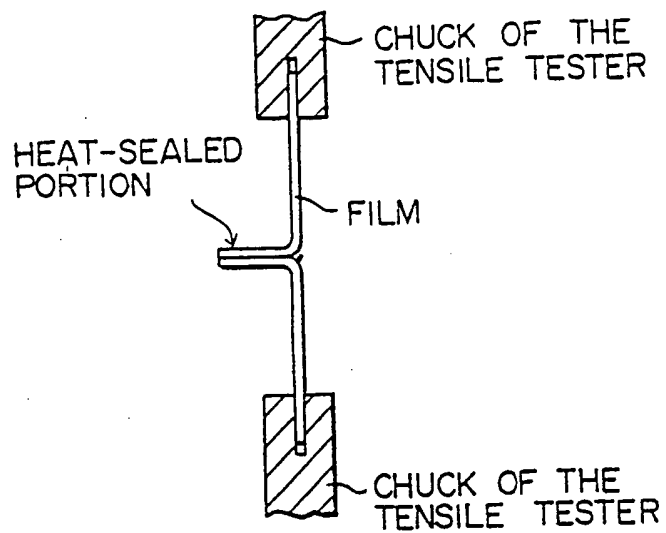 CHUCK OF THE
TENSILE TESTER
HEAT-SEALED
PORTION
FILM
CHUCK OF THE
TENSILE TESTER